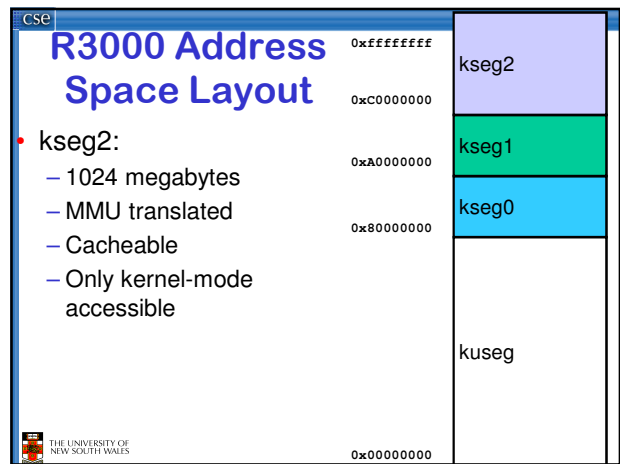 cse
R3000 Address
Space Layout
• kseg2:
– 1024 megabytes
– MMU translated
– Cacheable
– Only kernel-mode
accessible
0xffffffff
kseg2
0xC0000000
kseg1
0xA0000000
kseg0
0x80000000
kuseg
0x00000000
THE UNIVERSITY OF
NEW SOUTH WALES